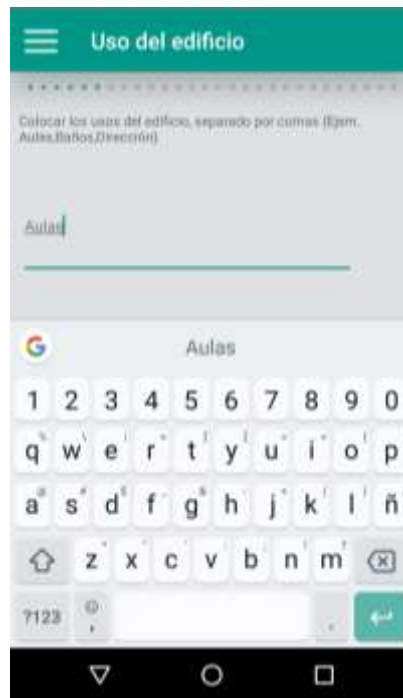 Uso del edificio
Colocar los usos del edificio, separado por comas (Ejem.
Aulas,Baños,Dirección)
Aulas
G
Aulas
1 2 3 4 5 6 7 8 9 0
q w e r t y u i o p
a s d f g h j k l ñ
z x c v b n m
?123 , .